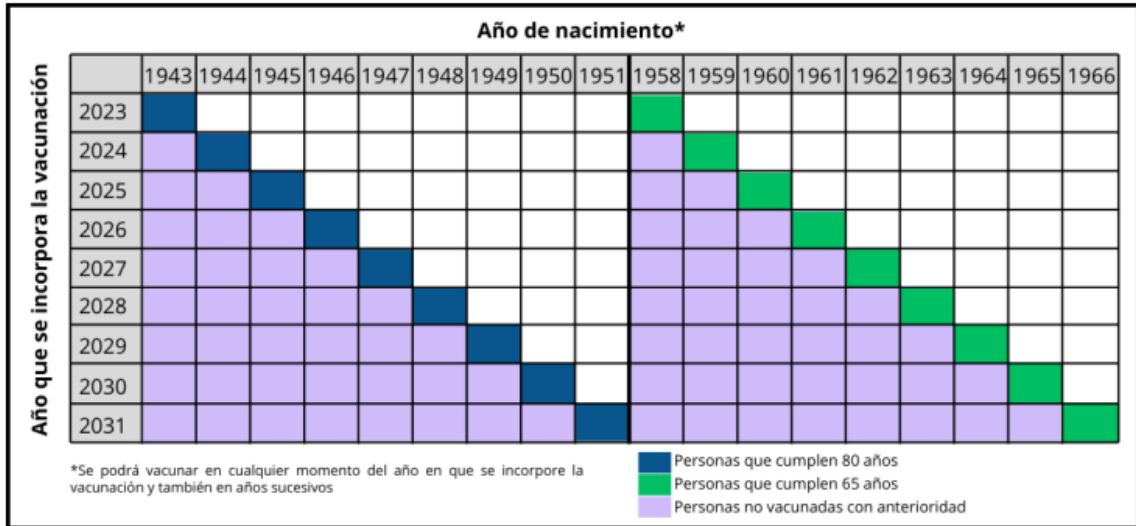 Año de nacimiento*
Año que se incorpora la vacunación
1943 1944 1945 1946 1947 1948 1949 1950 1951 1958 1959 1960 1961 1962 1963 1964 1965 1966
2023
2024
2025
2026
2027
2028
2029
2030
2031
*Se podrá vacunar en cualquier momento del año en que se incorpore la
vacunación y también en años sucesivos
Personas que cumplen 80 años
Personas que cumplen 65 años
Personas no vacunadas con anterioridad